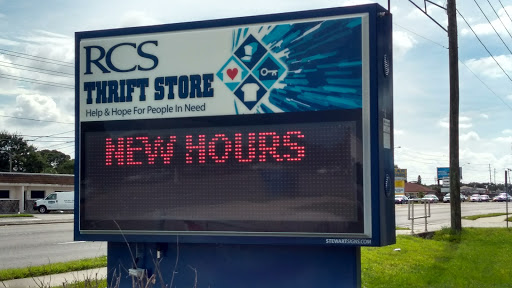 RCS
THRIFT STORE
Help & Hope For People In Need
NEW HOURS
STEWARTSIGNS.COM